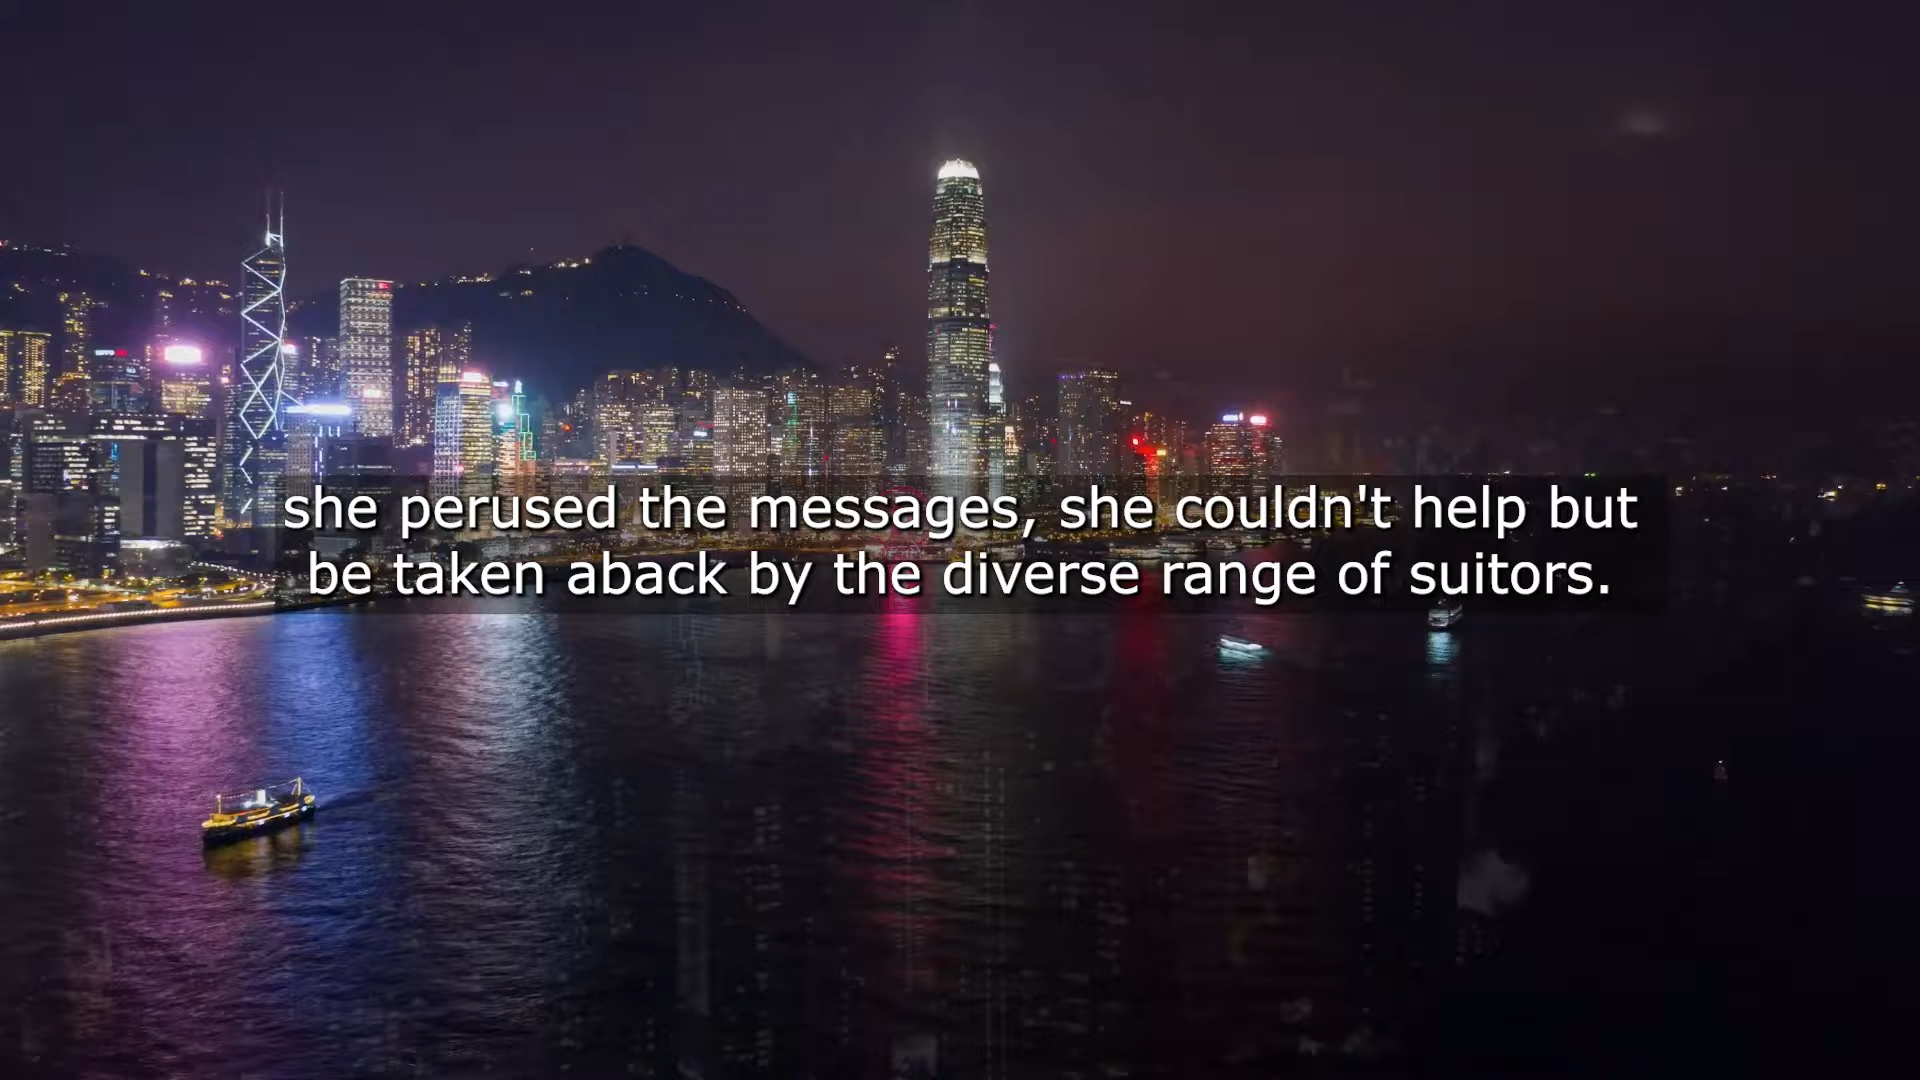 she perused the messages, she couldn't help but
be taken aback by the diverse range of suitors.